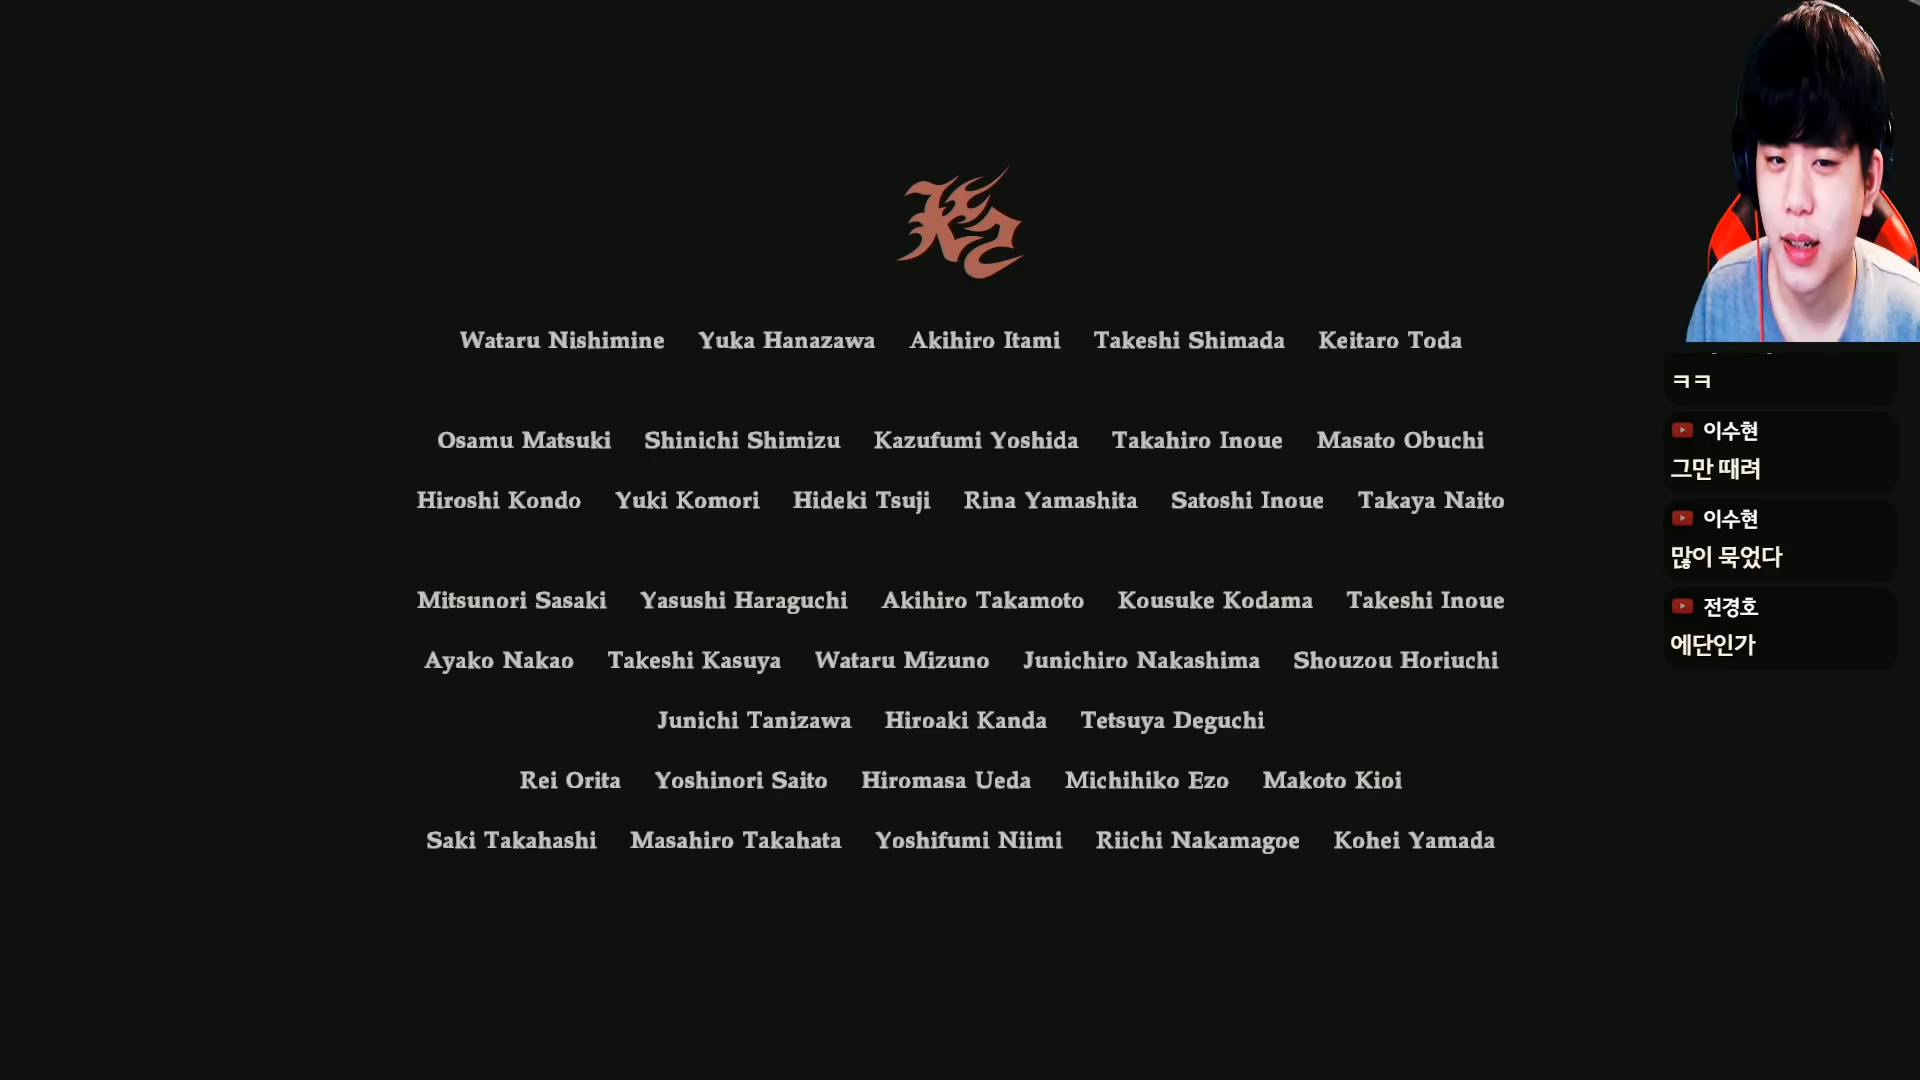 K2
Wataru Nishimine Yuka Hanazawa Akihiro Itami Takeshi Shimada Keitaro Toda
Osamu Matsuki Shinichi Shimizu Kazufumi Yoshida Takahiro Inoue Masato Obuchi
Hiroshi Kondo Yuki Komori Hideki Tsuji Rina Yamashita Satoshi Inoue Takaya Naito
Mitsunori Sasaki Yasushi Haraguchi Akihiro Takamoto Kousuke Kodama Takeshi Inoue
Ayako Nakao Takeshi Kasuya Wataru Mizuno Junichiro Nakashima Shouzou Horiuchi
Junichi Tanizawa Hiroaki Kanda Tetsuya Deguchi
Rei Orita Yoshinori Saito Hiromasa Ueda Michihiko Ezo Makoto Kioi
Saki Takahashi Masahiro Takahata Yoshifumi Niimi Riichi Nakamagoe Kohei Yamada
ㅋㅋ
이수현
그만 때려
이수현
많이 묵었다
전경호
에단인가